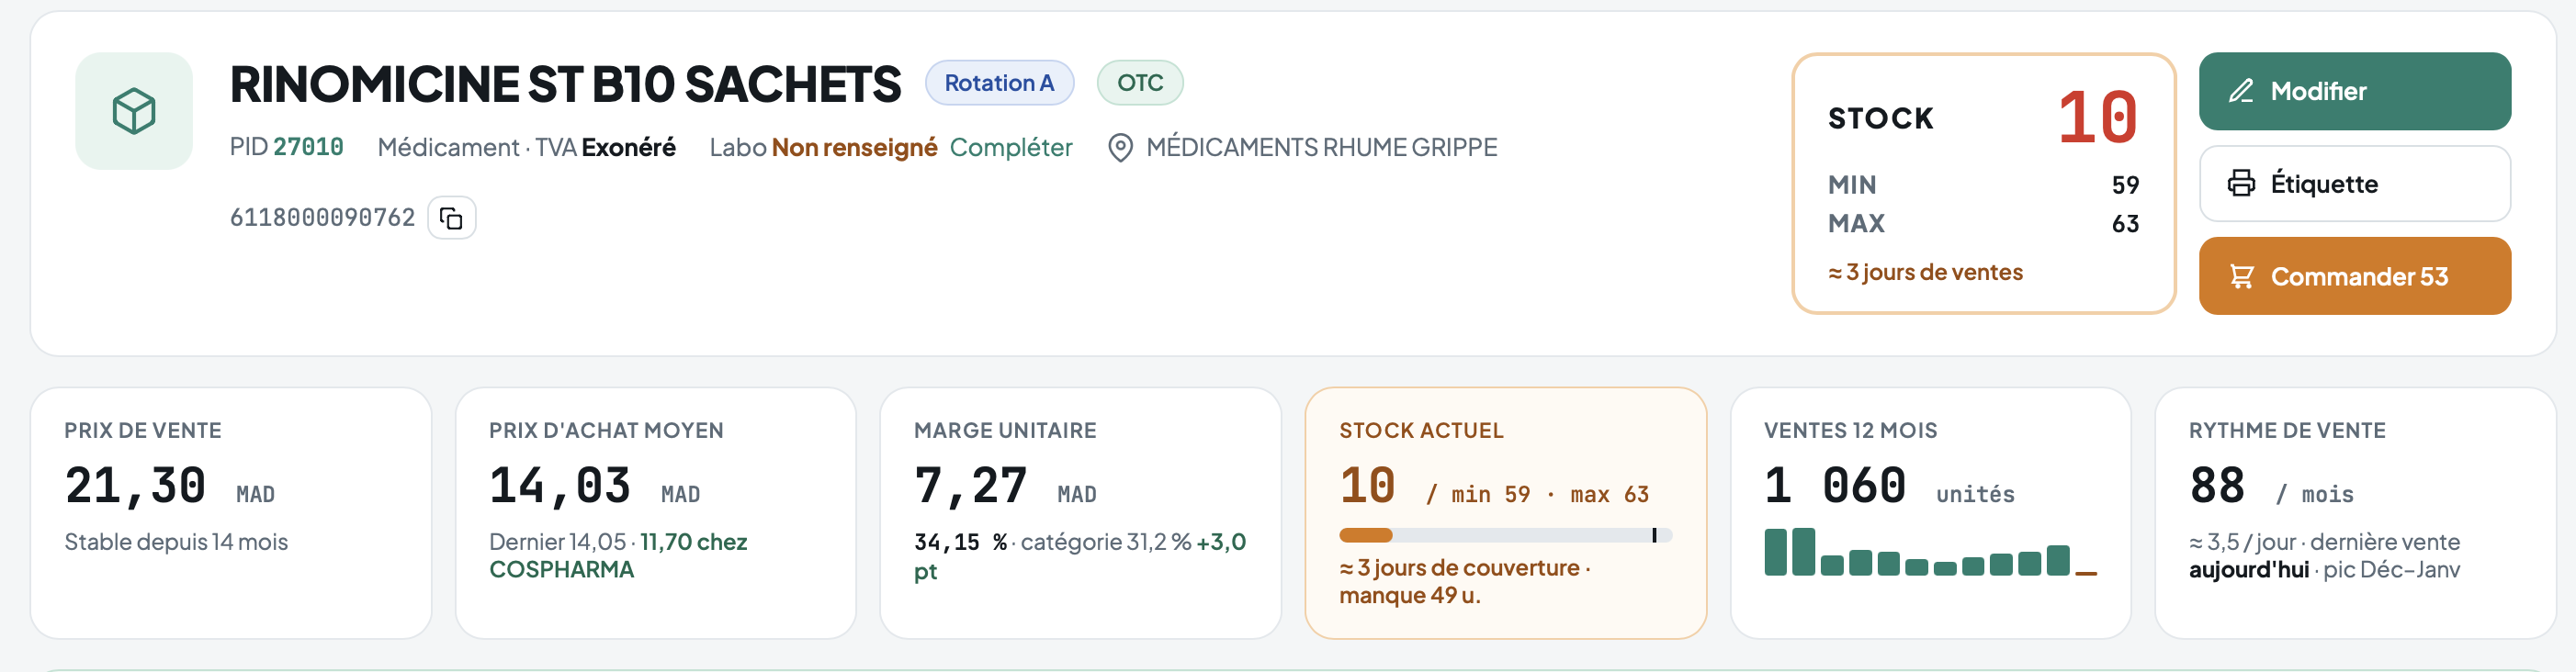 RINOMICINE ST B10 SACHETS Rotation A OTC
PID 27010 Médicament · TVA Exonéré Labo Non renseigné Compléter MÉDICAMENTS RHUME GRIPPE
6118000090762
STOCK 10
MIN 59
MAX 63
≈ 3 jours de ventes
Modifier
Étiquette
Commander 53
PRIX DE VENTE
21,30 MAD
Stable depuis 14 mois
PRIX D'ACHAT MOYEN
14,03 MAD
Dernier 14,05 · 11,70 chez
COSPHARMA
MARGE UNITAIRE
7,27 MAD
34,15 % · catégorie 31,2 % +3,0
pt
STOCK ACTUEL
10 / min 59 · max 63
≈ 3 jours de couverture ·
manque 49 u.
VENTES 12 MOIS
1 060 unités
RYTHME DE VENTE
88 / mois
≈ 3,5 / jour · dernière vente
aujourd'hui · pic Déc–Janv